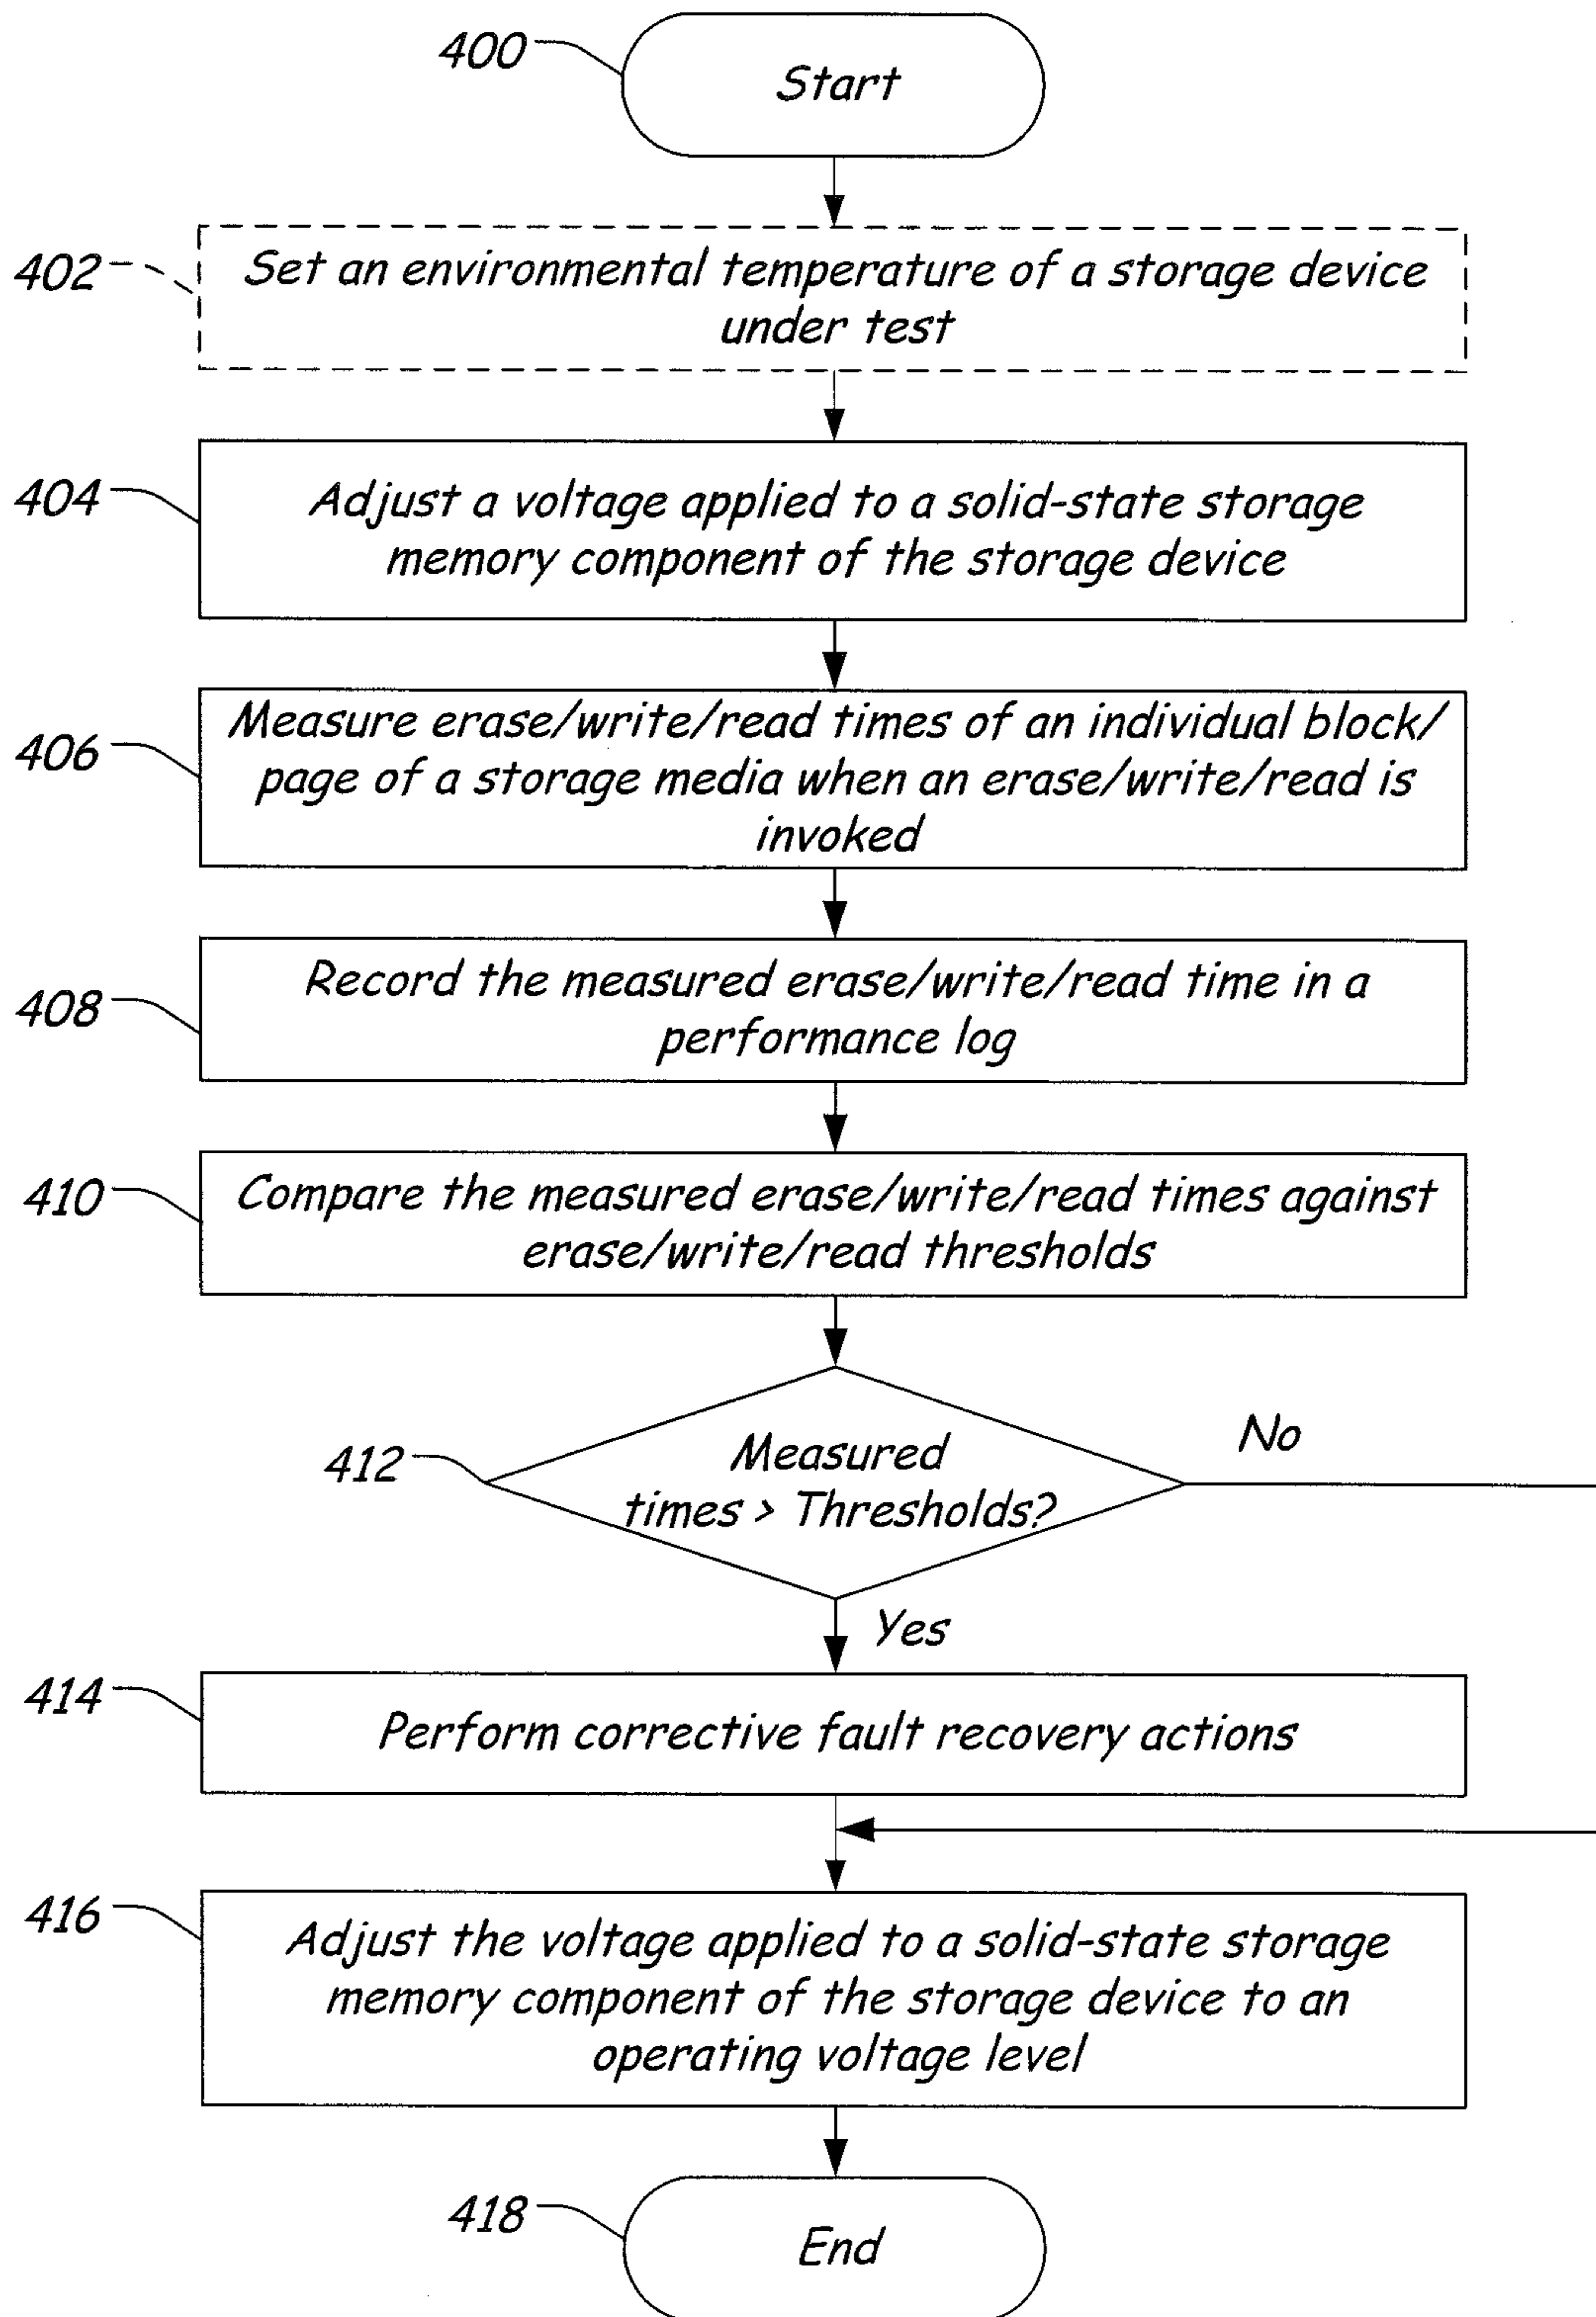 400
Start
402
Set an environmental temperature of a storage device
under test
404
Adjust a voltage applied to a solid-state storage
memory component of the storage device
406
Measure erase/write/read times of an individual block/
page of a storage media when an erase/write/read is
invoked
408
Record the measured erase/write/read time in a
performance log
410
Compare the measured erase/write/read times against
erase/write/read thresholds
412
Measured
times > Thresholds?
No
Yes
414
Perform corrective fault recovery actions
416
Adjust the voltage applied to a solid-state storage
memory component of the storage device to an
operating voltage level
418
End